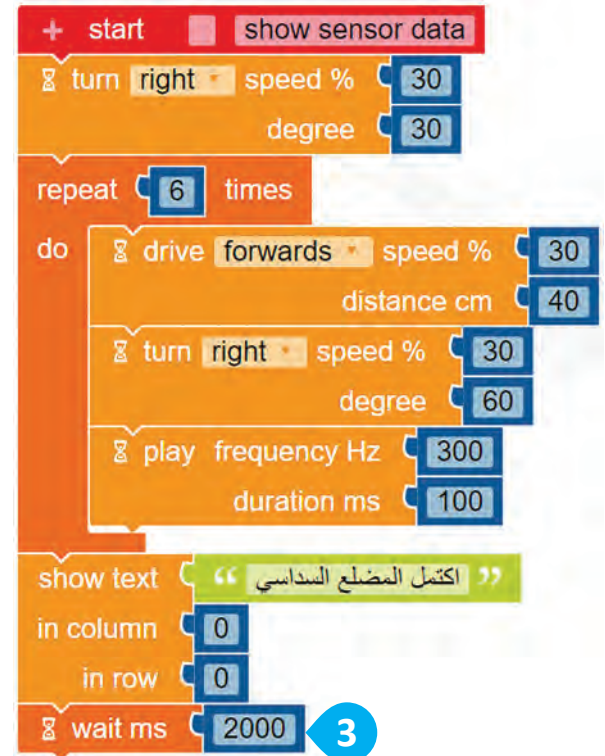 + start show sensor data
turn right speed % 30
degree 30
repeat 6 times
do drive forwards speed % 30
distance cm 40
turn right speed % 30
degree 60
play frequency Hz 300
duration ms 100
show text “ اكتمل المضلع السداسي ”
in column 0
in row 0
wait ms 2000 3